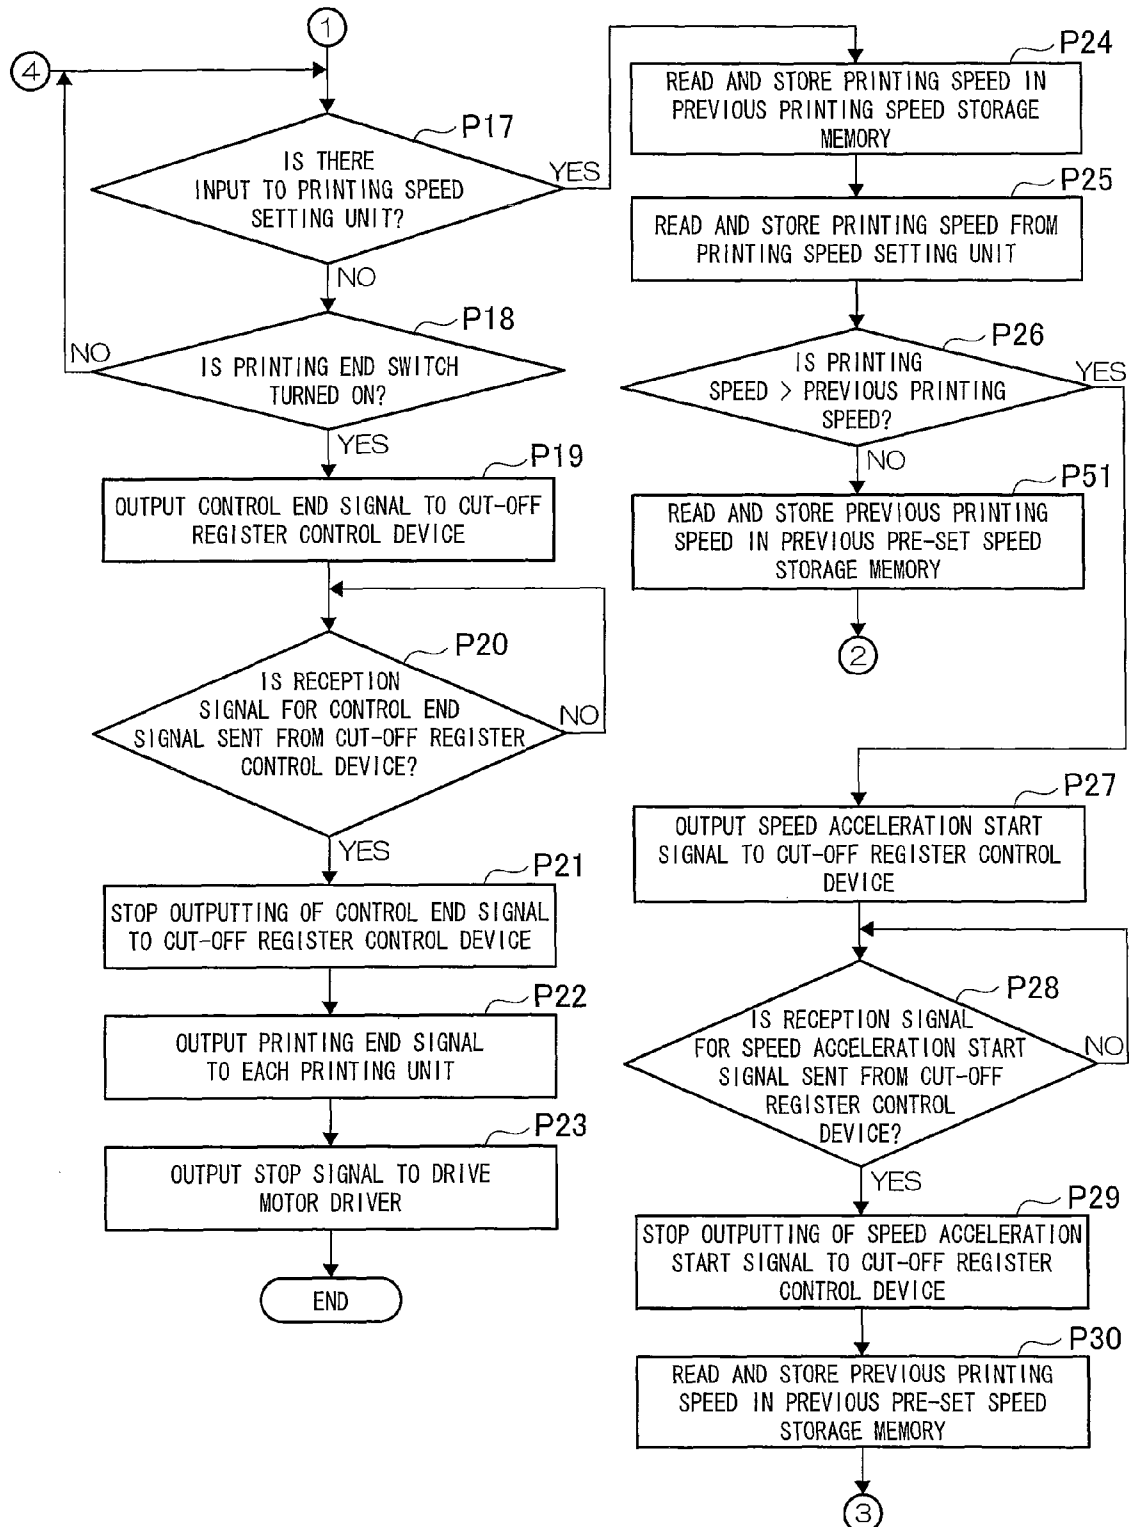 1
4
P17
IS THERE
INPUT TO PRINTING SPEED
SETTING UNIT?
YES
NO
P18
IS PRINTING END SWITCH
TURNED ON?
NO
YES
P19
OUTPUT CONTROL END SIGNAL TO CUT-OFF
REGISTER CONTROL DEVICE
P20
IS RECEPTION
SIGNAL FOR CONTROL END
SIGNAL SENT FROM CUT-OFF REGISTER
CONTROL DEVICE?
NO
YES
P21
STOP OUTPUTTING OF CONTROL END SIGNAL
TO CUT-OFF REGISTER CONTROL DEVICE
P22
OUTPUT PRINTING END SIGNAL
TO EACH PRINTING UNIT
P23
OUTPUT STOP SIGNAL TO DRIVE
MOTOR DRIVER
END
P24
READ AND STORE PRINTING SPEED IN
PREVIOUS PRINTING SPEED STORAGE
MEMORY
P25
READ AND STORE PRINTING SPEED FROM
PRINTING SPEED SETTING UNIT
P26
IS PRINTING
SPEED > PREVIOUS PRINTING
SPEED?
YES
NO
P51
READ AND STORE PREVIOUS PRINTING
SPEED IN PREVIOUS PRE-SET SPEED
STORAGE MEMORY
2
P27
OUTPUT SPEED ACCELERATION START
SIGNAL TO CUT-OFF REGISTER CONTROL
DEVICE
P28
IS RECEPTION SIGNAL
FOR SPEED ACCELERATION START
SIGNAL SENT FROM CUT-OFF
REGISTER CONTROL
DEVICE?
NO
YES
P29
STOP OUTPUTTING OF SPEED ACCELERATION
START SIGNAL TO CUT-OFF REGISTER
CONTROL DEVICE
P30
READ AND STORE PREVIOUS PRINTING
SPEED IN PREVIOUS PRE-SET SPEED
STORAGE MEMORY
3